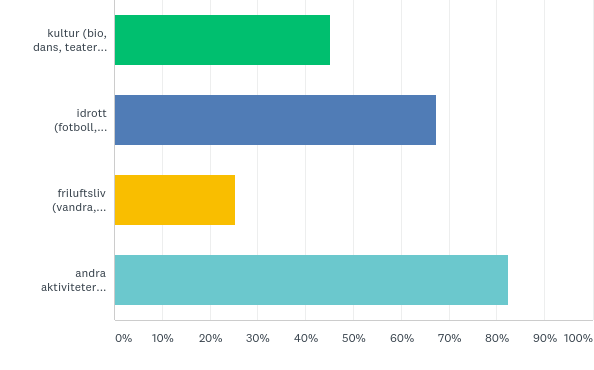 kultur (bio,
dans, teater...
idrott
(fotboll,...
friluftsliv
(vandra,...
andra
aktiviteter...
0% 10% 20% 30% 40% 50% 60% 70% 80% 90% 100%